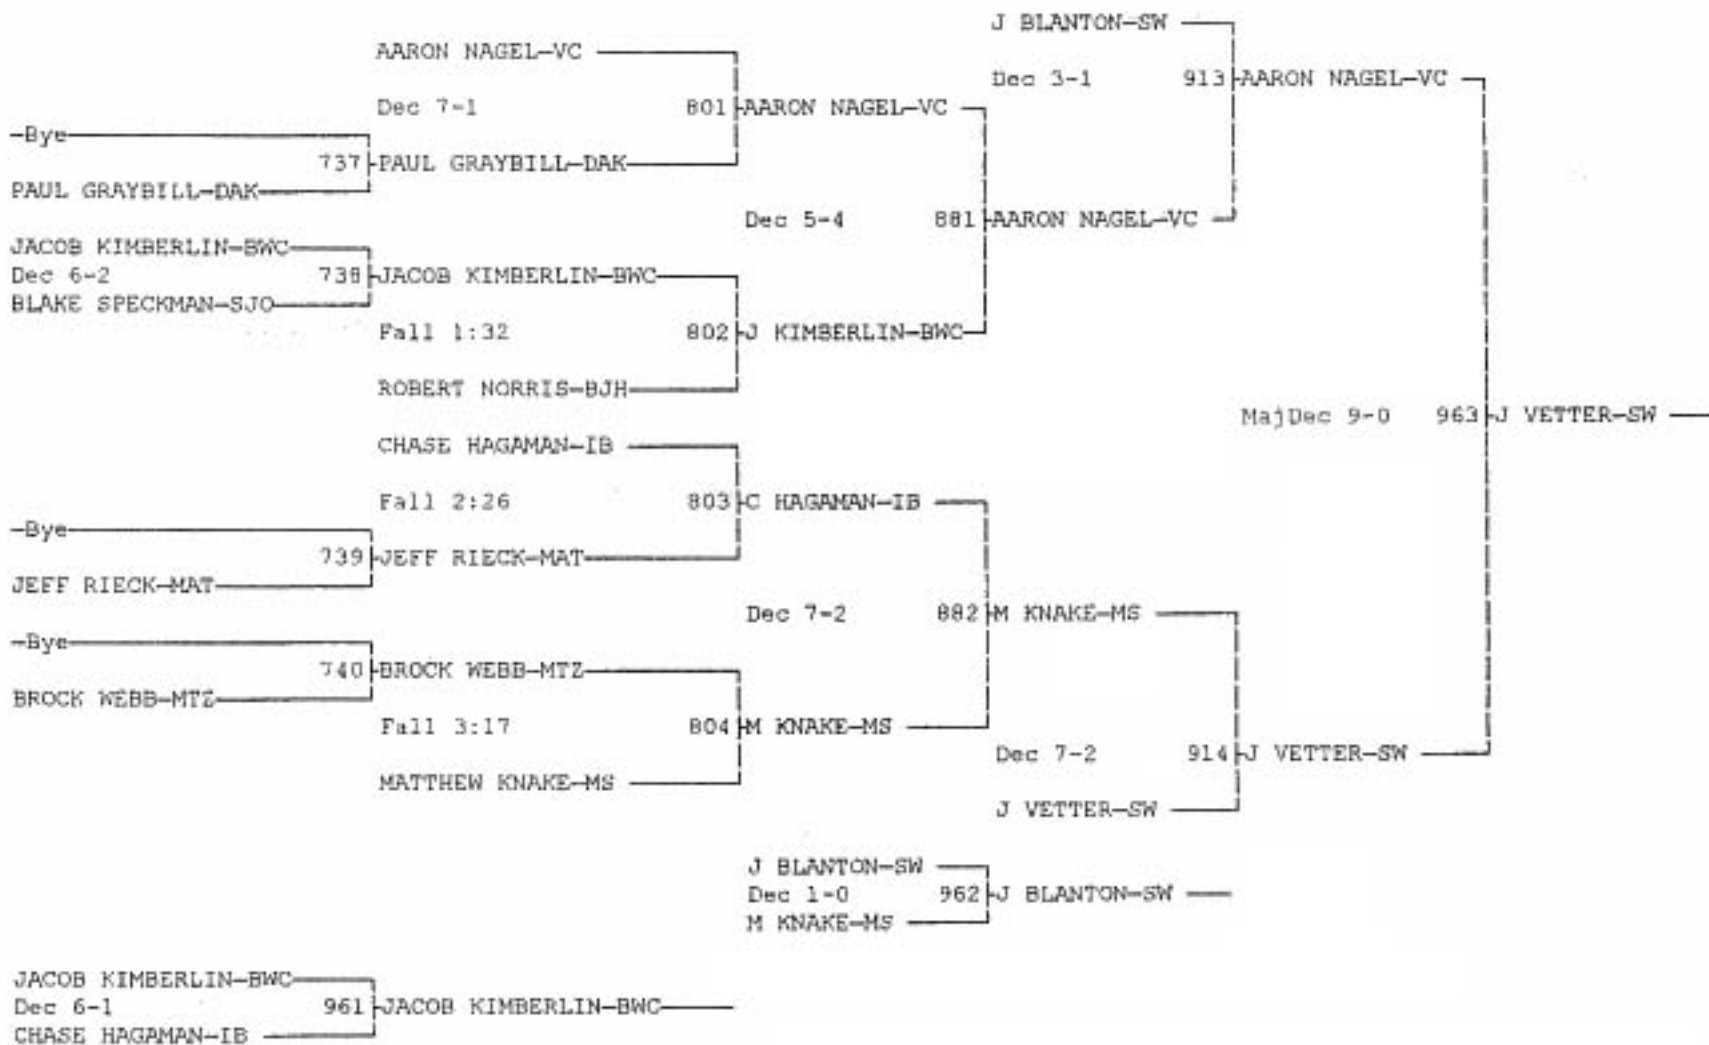 J BLANTON-SW
AARON NAGEL-VC
Dec 3-1 913 AARON NAGEL-VC
Dec 7-1 801 AARON NAGEL-VC
-Bye
737 PAUL GRAYBILL-DAK
PAUL GRAYBILL-DAK
Dec 5-4 881 AARON NAGEL-VC
JACOB KIMBERLIN-BWC
Dec 6-2 738 JACOB KIMBERLIN-BWC
BLAKE SPECKMAN-SJO
Fall 1:32 802 J KIMBERLIN-BWC
ROBERT NORRIS-BJH
MajDec 9-0 963 J VETTER-SW
CHASE HAGAMAN-IB
Fall 2:26 803 C HAGAMAN-IB
-Bye
739 JEFF RIECK-MAT
JEFF RIECK-MAT
Dec 7-2 882 M KNAKE-MS
-Bye
740 BROCK WEBB-MTZ
BROCK WEBB-MTZ
Fall 3:17 804 M KNAKE-MS
Dec 7-2 914 J VETTER-SW
MATTHEW KNAKE-MS
J VETTER-SW
J BLANTON-SW
Dec 1-0 962 J BLANTON-SW
M KNAKE-MS
JACOB KIMBERLIN-BWC
Dec 6-1 961 JACOB KIMBERLIN-BWC
CHASE HAGAMAN-IB